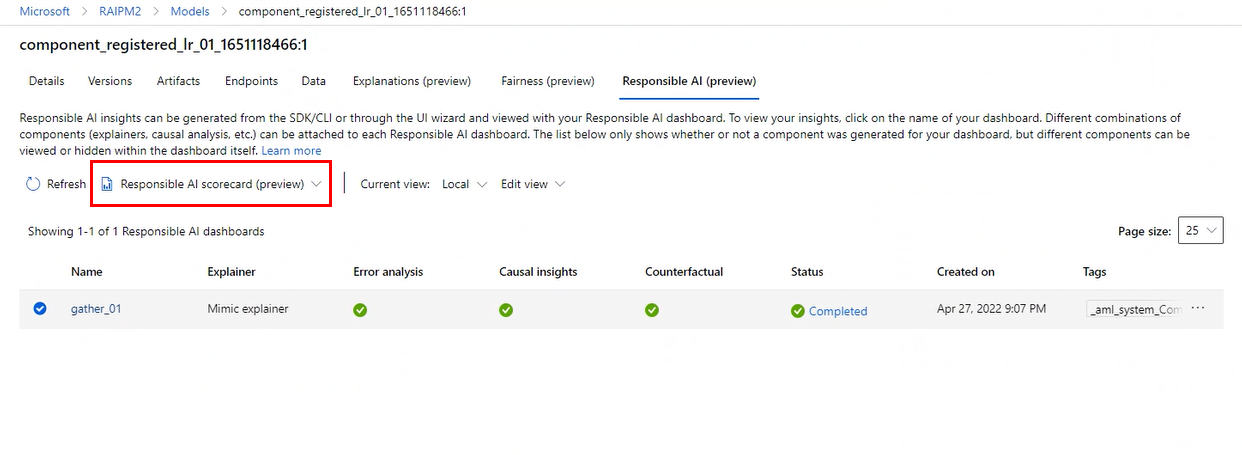 Microsoft > RAIPM2 > Models > component_registered_lr_01_1651118466:1
component_registered_lr_01_1651118466:1
Details Versions Artifacts Endpoints Data Explanations (preview) Fairness (preview) Responsible AI (preview)
Responsible AI insights can be generated from the SDK/CLI or through the UI wizard and viewed with your Responsible AI dashboard. To view your insights, click on the name of your dashboard. Different combinations of
components (explainers, causal analysis, etc.) can be attached to each Responsible AI dashboard. The list below only shows whether or not a component was generated for your dashboard, but different components can be
viewed or hidden within the dashboard itself. Learn more
Refresh Responsible AI scorecard (preview) Current view: Local Edit view
Showing 1-1 of 1 Responsible AI dashboards Page size: 25
Name Explainer Error analysis Causal insights Counterfactual Status Created on Tags
gather_01 Mimic explainer Completed Apr 27, 2022 9:07 PM _aml_system_Com ...